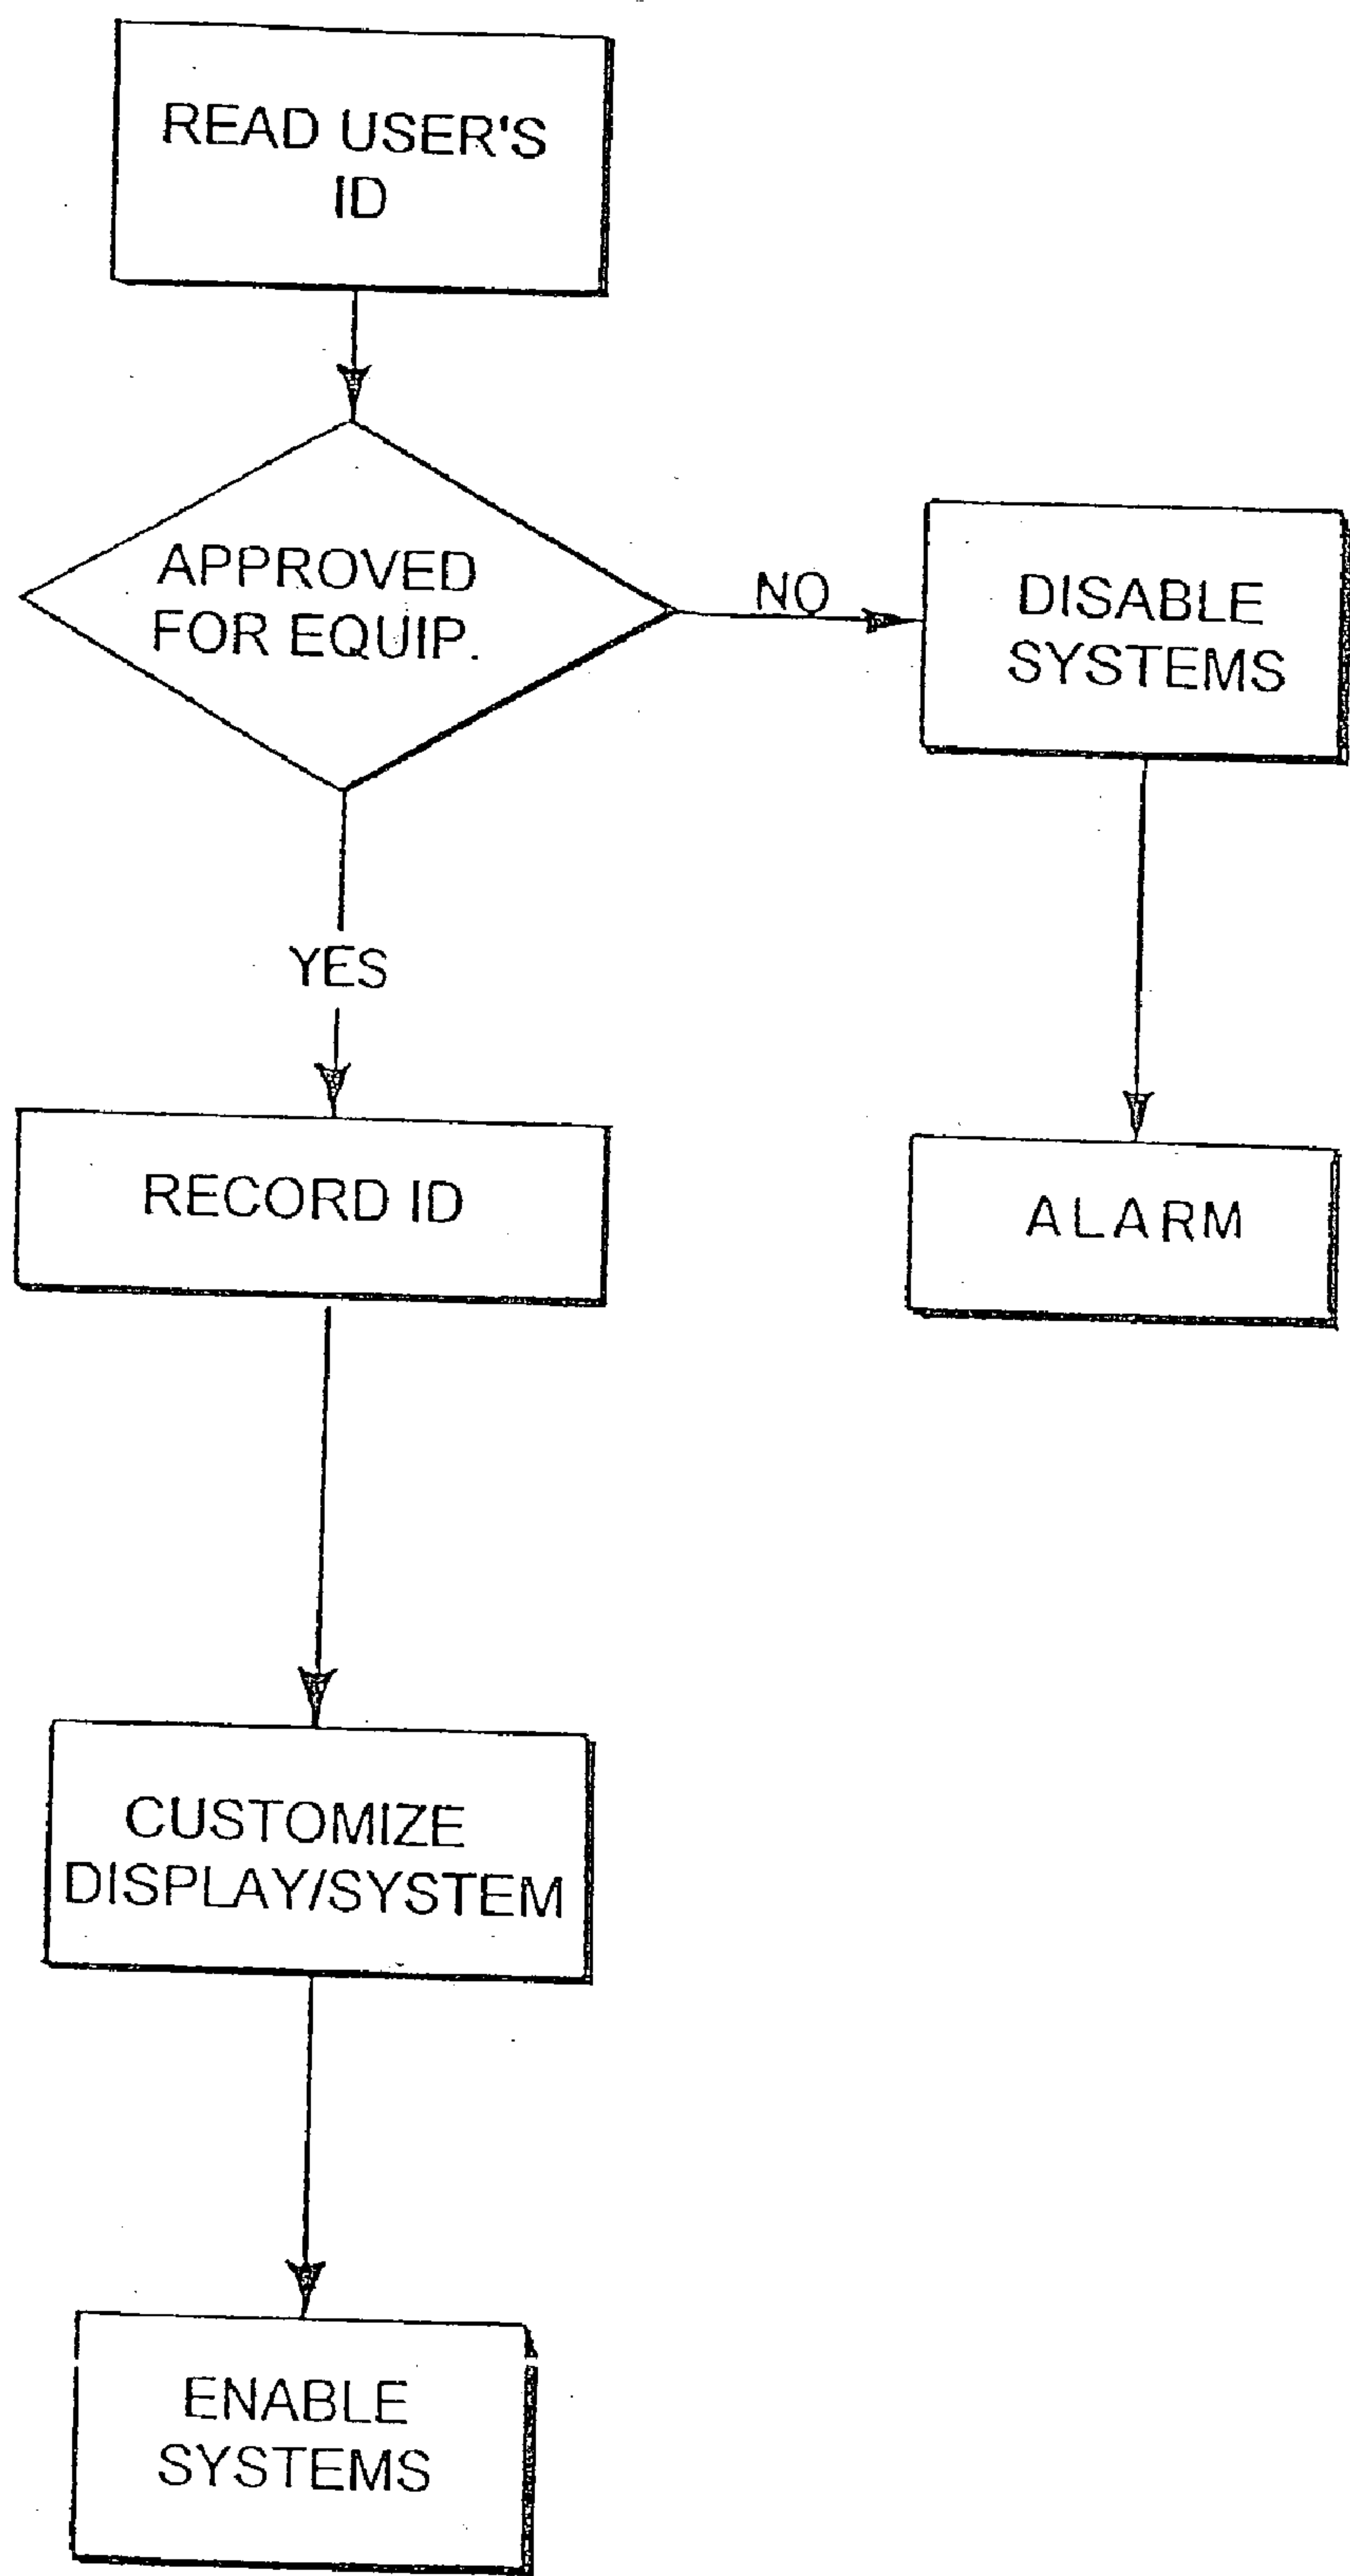 READ USER'S
ID
APPROVED
FOR EQUIP.
NO
DISABLE
SYSTEMS
YES
RECORD ID
ALARM
CUSTOMIZE
DISPLAY/SYSTEM
ENABLE
SYSTEMS